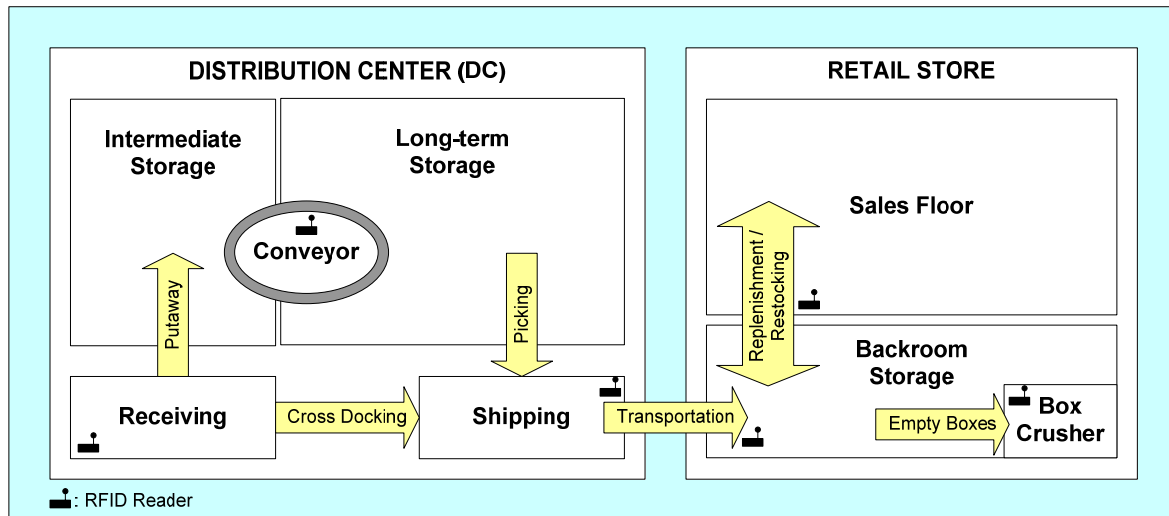 DISTRIBUTION CENTER (DC)
Intermediate
Storage
Long-term
Storage
Conveyor
Putaway
Picking
Receiving
Cross Docking
Shipping
Transportation
RETAIL STORE
Sales Floor
Replenishment /
Restocking
Backroom
Storage
Empty Boxes
Box
Crusher
: RFID Reader